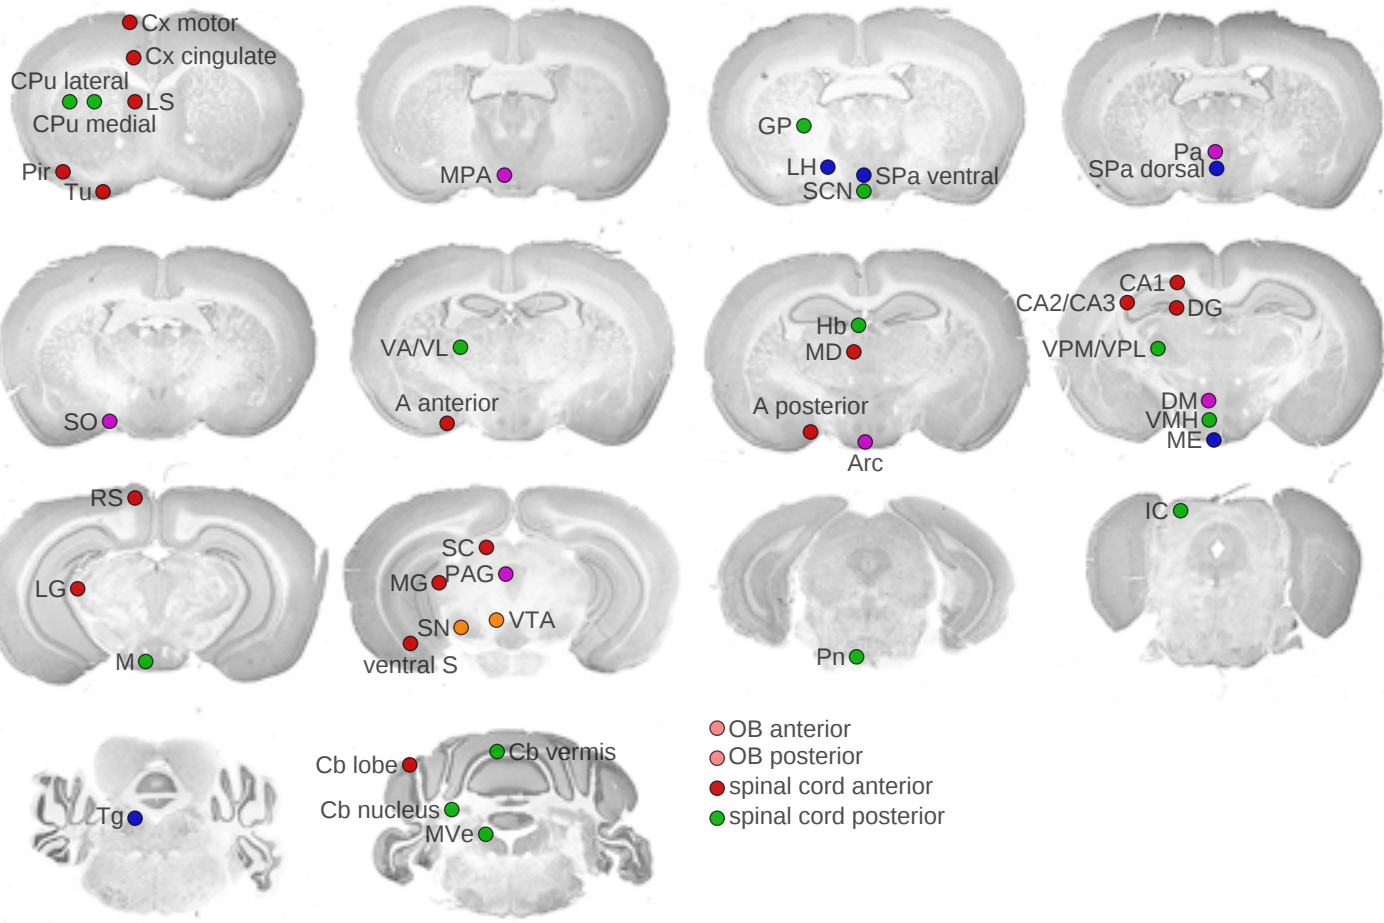 Cx motor
Cx cingulate
CPu lateral
LS
CPu medial
Pir
Tu
MPA
GP
LH
SPa ventral
SCN
Pa
SPa dorsal
SO
VA/VL
A anterior
Hb
MD
A posterior
Arc
CA1
CA2/CA3
DG
VPM/VPL
DM
VMH
ME
RS
LG
M
SC
MG
PAG
SN
VTA
ventral S
Pn
IC
Tg
Cb lobe
Cb vermis
Cb nucleus
MVe
OB anterior
OB posterior
spinal cord anterior
spinal cord posterior